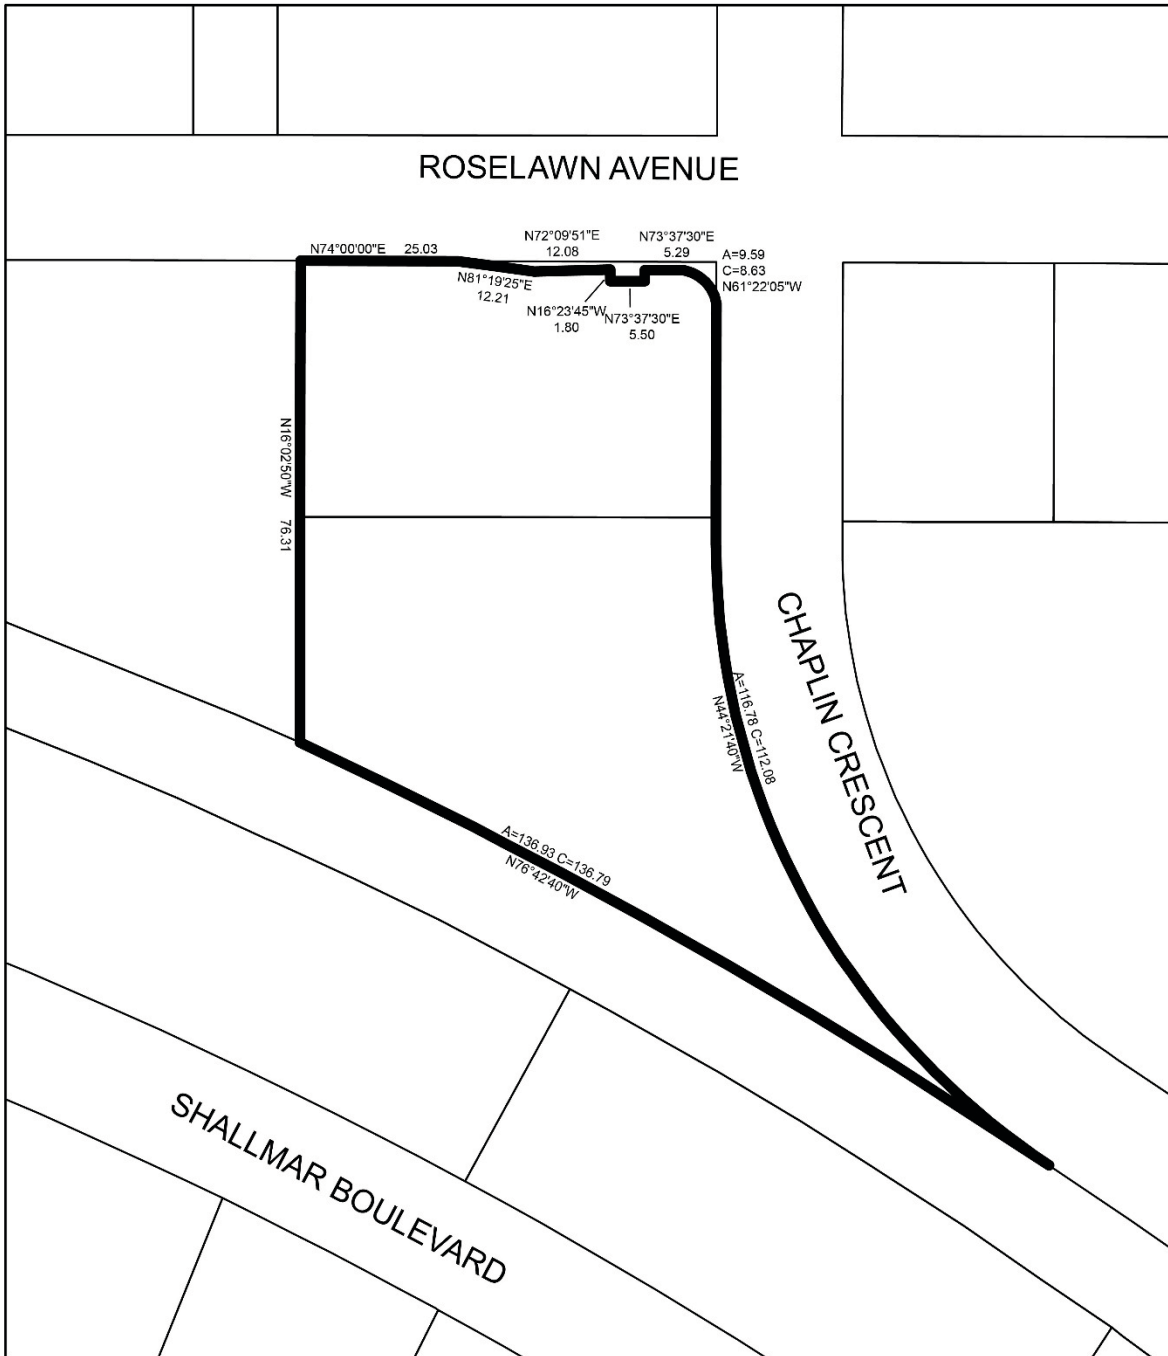 ROSELAWN AVENUE
N74°00'00"E 25.03
N72°09'51"E
12.08
N73°37'30"E
5.29
A=9.59
C=8.63
N61°22'05"W
N81°19'25"E
12.21
N16°23'45"W
1.80
N73°37'30"E
5.50
N16°02'50"W 76.31
CHAPLIN CRESCENT
A=116.78 C=112.08
N44°21'40"W
A=136.93 C=136.79
N76°42'40"W
SHALLMAR BOULEVARD